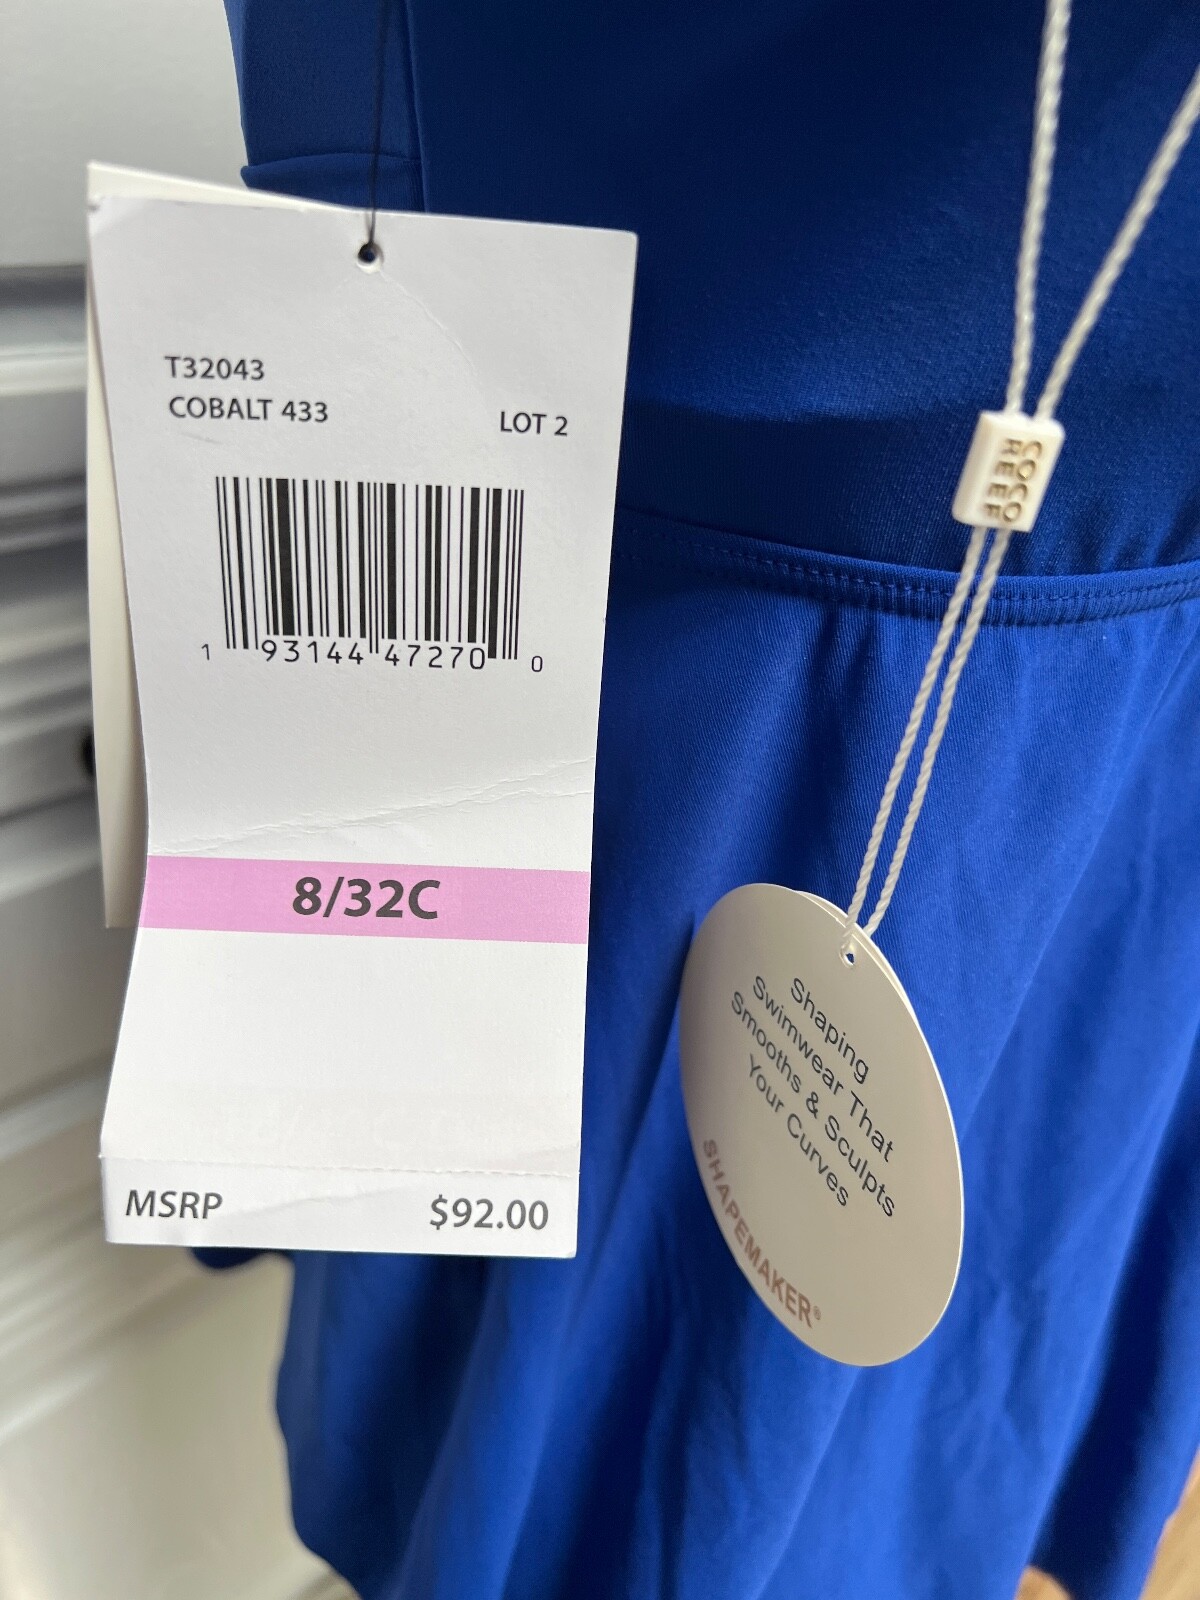 T32043
COBALT 433
LOT 2
1 93144 47270 0
8/32C
MSRP $92.00
COCO
REEF
Shaping
Swimwear That
Smooths & Sculpts
Your Curves
SHAPEMAKER®